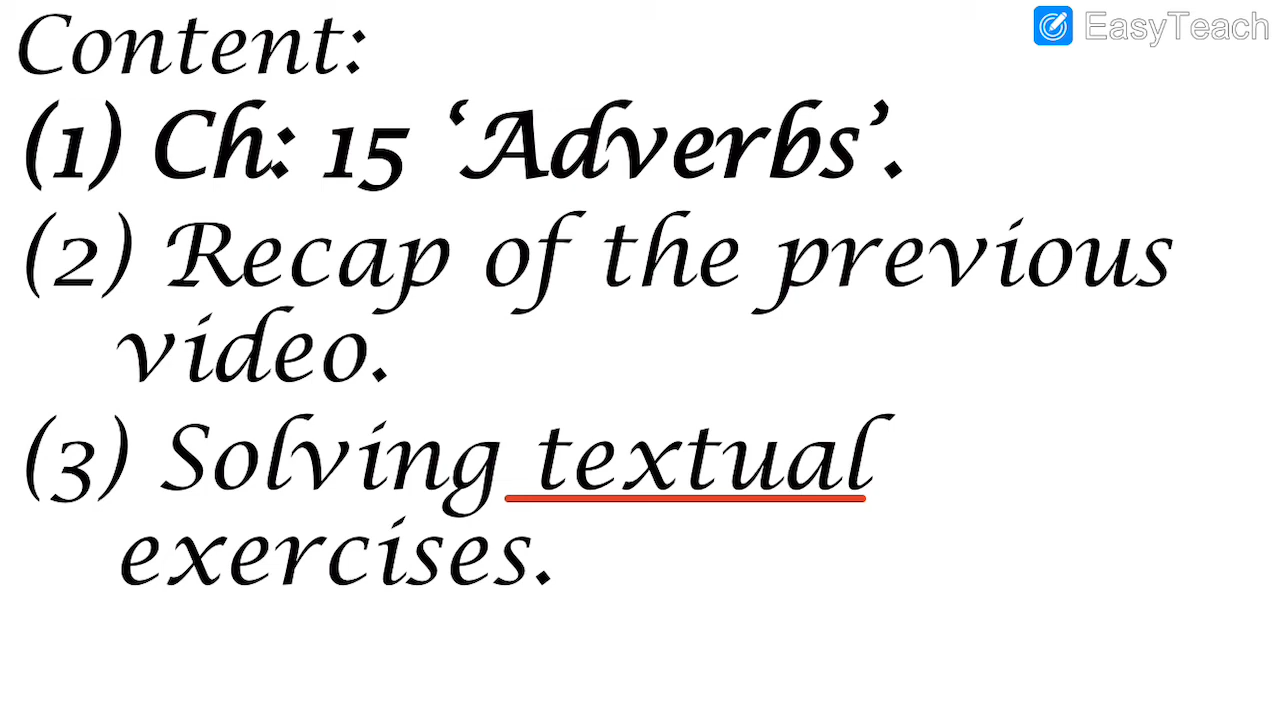 Content:
EasyTeach
(1) Ch: 15 ‘Adverbs’.
(2) Recap of the previous
video.
(3) Solving textual
exercises.